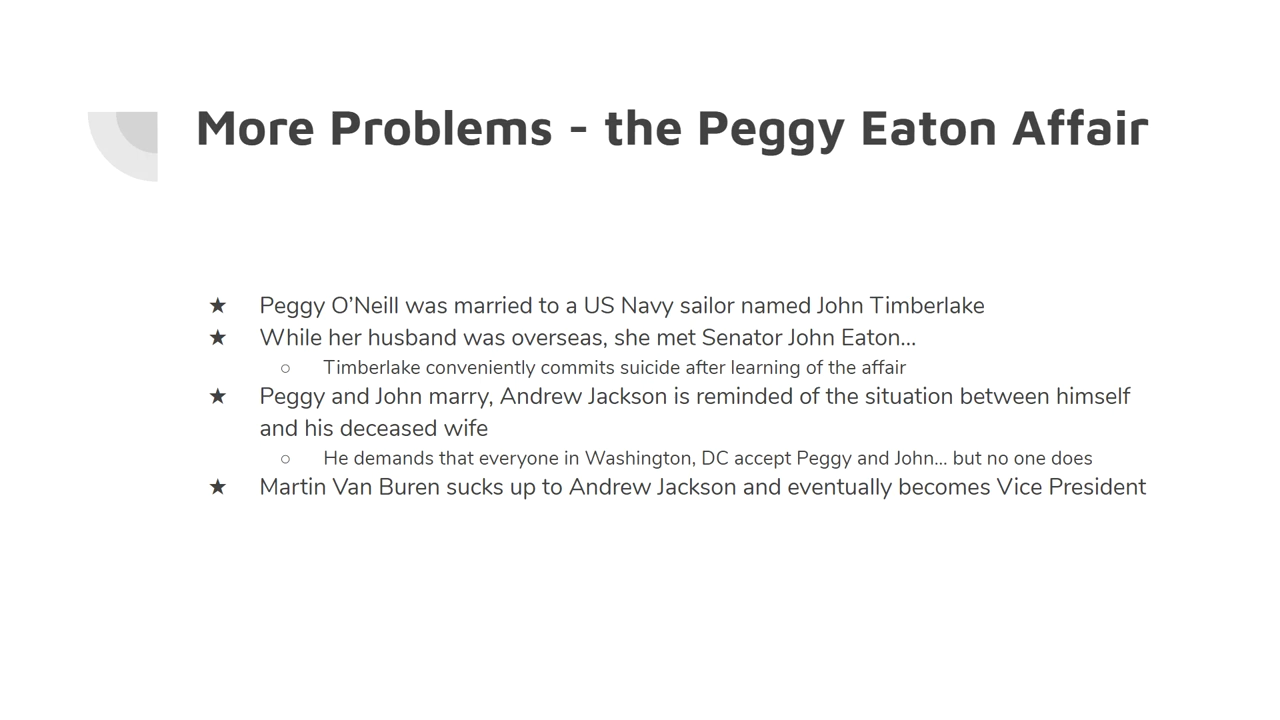 More Problems - the Peggy Eaton Affair
★ Peggy O’Neill was married to a US Navy sailor named John Timberlake
★ While her husband was overseas, she met Senator John Eaton...
○ Timberlake conveniently commits suicide after learning of the affair
★ Peggy and John marry, Andrew Jackson is reminded of the situation between himself
and his deceased wife
○ He demands that everyone in Washington, DC accept Peggy and John... but no one does
★ Martin Van Buren sucks up to Andrew Jackson and eventually becomes Vice President